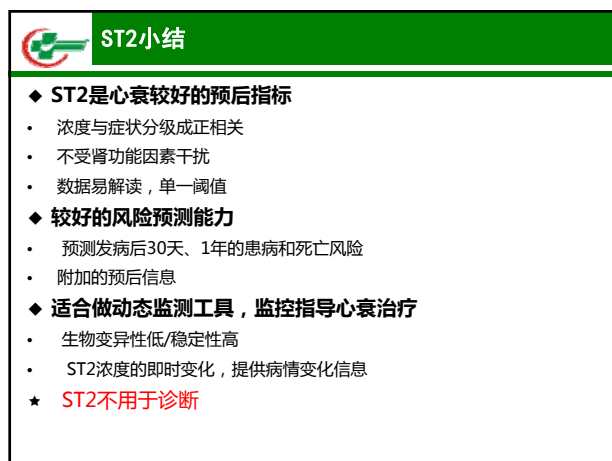 ST2小结
◆ ST2是心衰较好的预后指标
• 浓度与症状分级成正相关
• 不受肾功能因素干扰
• 数据易解读，单一阈值
◆ 较好的风险预测能力
• 预测发病后30天、1年的患病和死亡风险
• 附加的预后信息
◆ 适合做动态监测工具，监控指导心衰治疗
• 生物变异性低/稳定性高
• ST2浓度的即时变化，提供病情变化信息
★ ST2不用于诊断